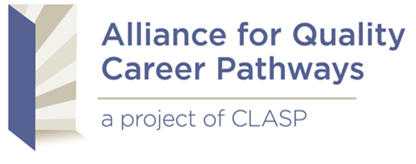 Alliance for Quality
Career Pathways
a project of CLASP